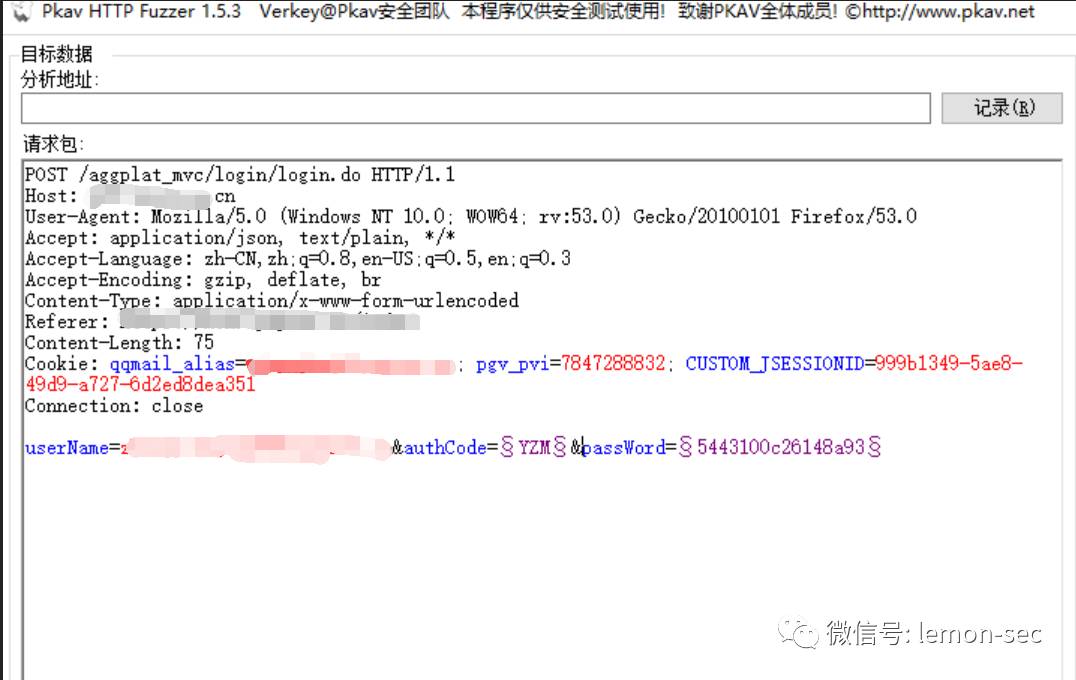 Pkav HTTP Fuzzer 1.5.3 Verkey@Pkav安全团队 本程序仅供安全测试使用! 致谢PKAV全体成员! ©http://www.pkav.net
目标数据
分析地址:
记录(R)
请求包:
POST /aggplat_mvc/login/login.do HTTP/1.1
Host: cn
User-Agent: Mozilla/5.0 (Windows NT 10.0; WOW64; rv:53.0) Gecko/20100101 Firefox/53.0
Accept: application/json, text/plain, */*
Accept-Language: zh-CN,zh;q=0.8,en-US;q=0.5,en;q=0.3
Accept-Encoding: gzip, deflate, br
Content-Type: application/x-www-form-urlencoded
Referer:
Content-Length: 75
Cookie: qqmail_alias= ; pgv_pvi=7847288832; CUSTOM_JSESSIONID=999b1349-5ae8-
49d9-a727-6d2ed8dea351
Connection: close
userName= &authCode=§YZM§&passWord=§5443100c26148a93§
微信号: lemon-sec